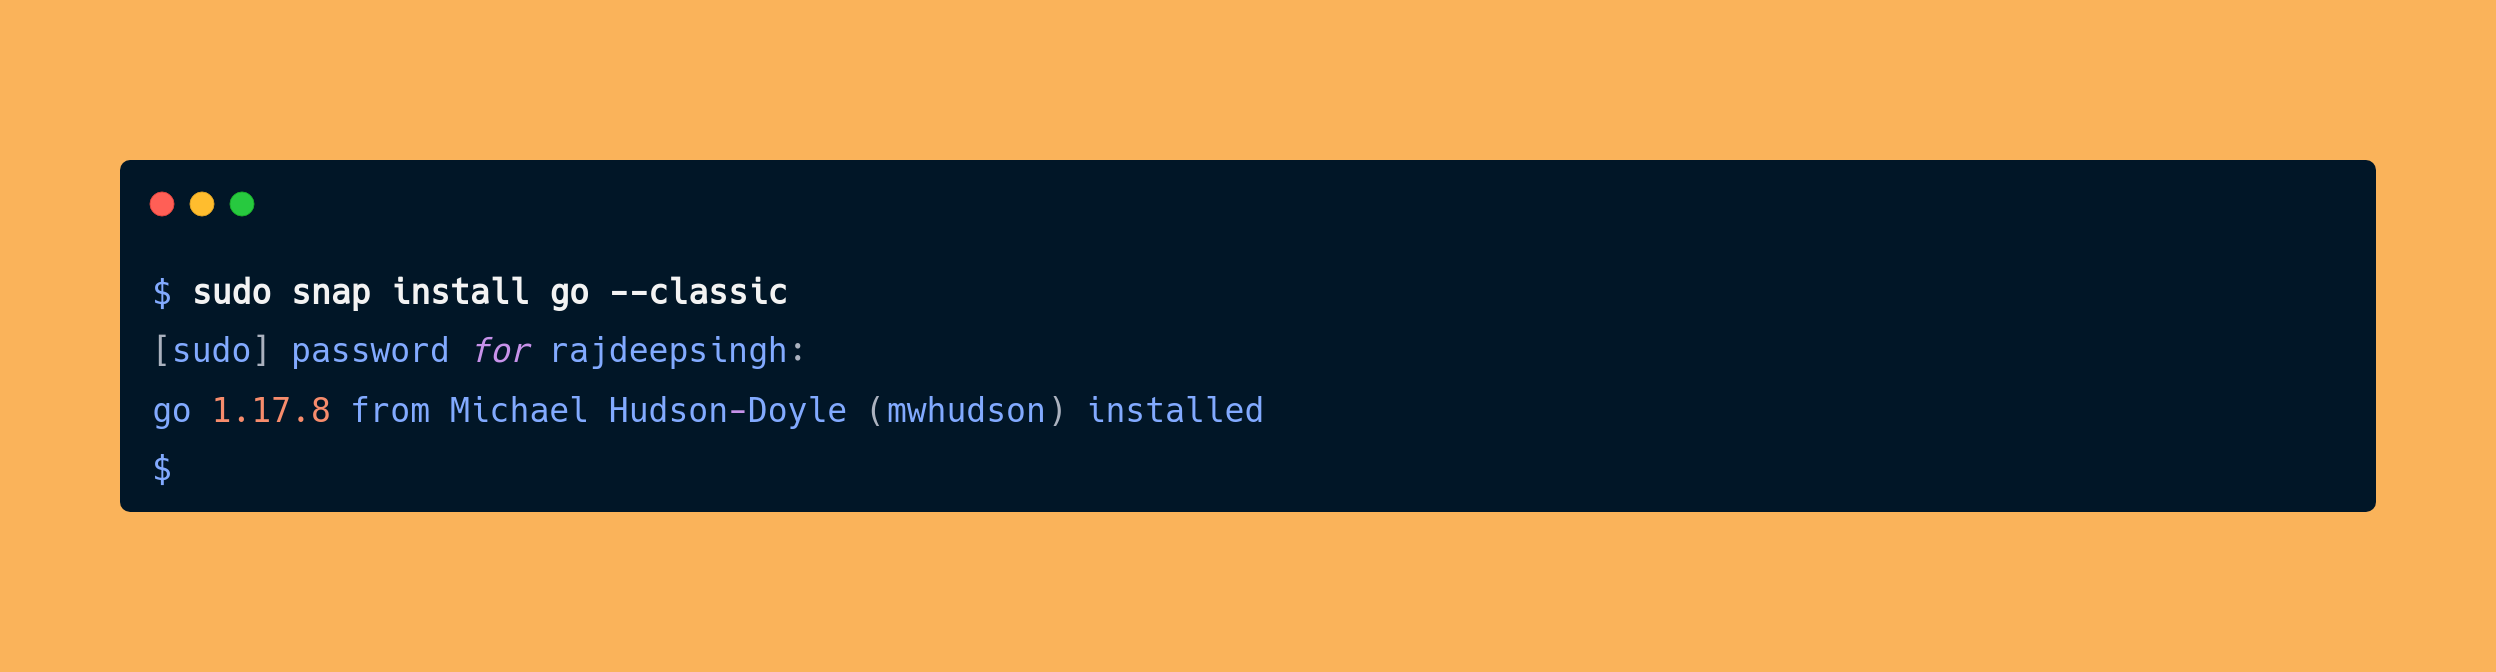 $ sudo snap install go --classic
[sudo] password for rajdeepsingh:
go 1.17.8 from Michael Hudson-Doyle (mwhudson) installed
$